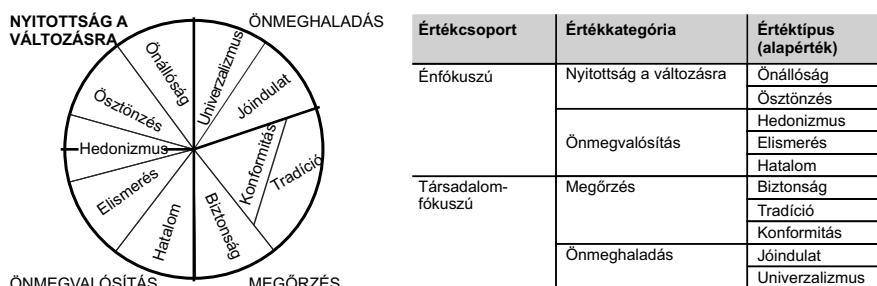 NYITOTTSÁG A
VÁLTOZÁSRA
ÖNMEGHALADÁS
Önállóság
Univerzalizmus
Ösztönzés
Jóindulat
Hedonizmus
Konformitás
Tradíció
Elismerés
Hatalom
Biztonság
ÖNMEGVALÓSÍTÁS
MEGŐRZÉS
Értékcsoport Értékkategória Értéktípus
(alapérték)
Énfókuszú Nyitottság a változásra Önállóság
Ösztönzés
Hedonizmus
Önmegvalósítás Elismerés
Hatalom
Társadalom- Megőrzés Biztonság
fókuszú Tradíció
Konformitás
Önmeghaladás Jóindulat
Univerzalizmus